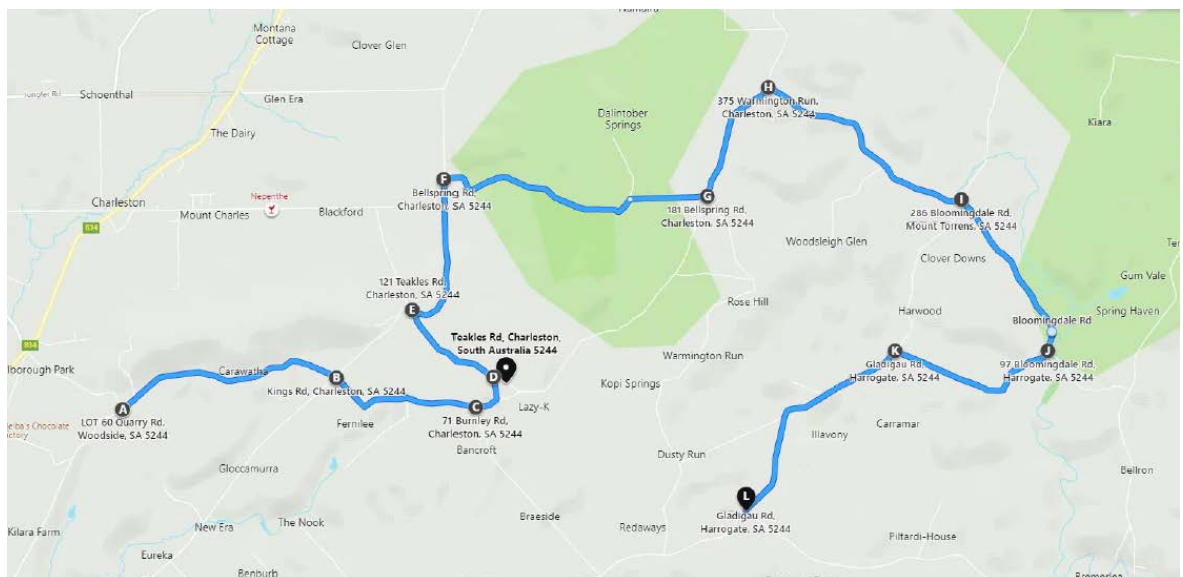 Namaira
Montana
Cottage
Clover Glen
Schoenthal
Glen Era
H
375 Warmington Run,
Charleston, SA 5244
Dalintober
Springs
Kiara
The Dairy
F
Bellspring Rd,
Charleston, SA 5244
Nepenthe
Charleston
Mount Charles
Blackford
G
181 Bellspring Rd,
Charleston, SA 5244
I
286 Bloomingdale Rd,
Mount Torrens, SA 5244
B34
Woodsleigh Glen
Clover Downs
Gum Vale
121 Teakles Rd,
Charleston, SA 5244
E
Rose Hill
Harwood
Spring Haven
Bloomingdale Rd
B34
Teakles Rd, Charleston,
South Australia 5244
Warmington Run
K
Gladigau Rd,
Harrogate, SA 5244
J
97 Bloomingdale Rd,
Harrogate, SA 5244
loorough Park
Carawatha
B
Kings Rd, Charleston, SA 5244
D
Kopi Springs
A
LOT 60 Quarry Rd,
Woodside, SA 5244
C
71 Burnley Rd,
Charleston, SA 5244
Lazy-K
Fernilee
Illavony
Carramar
Bancroft
Dusty Run
Gloccamurra
Bellron
L
Gladigau Rd,
Harrogate, SA 5244
Kilara Farm
New Era
The Nook
Braeside
Redaways
Piltardi-House
Eureka
Benburb